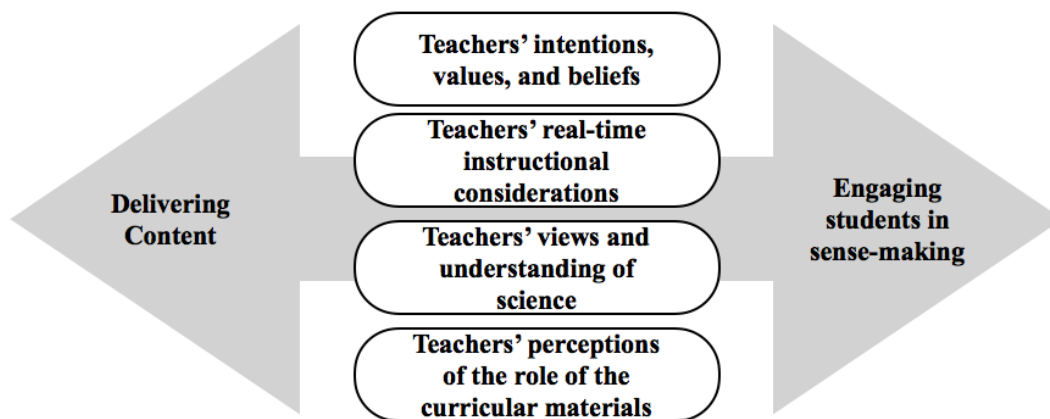 Teachers’ intentions,
values, and beliefs
Teachers’ real-time
instructional
considerations
Delivering
Content
Engaging
students in
sense-making
Teachers’ views and
understanding of
science
Teachers’ perceptions
of the role of the
curricular materials